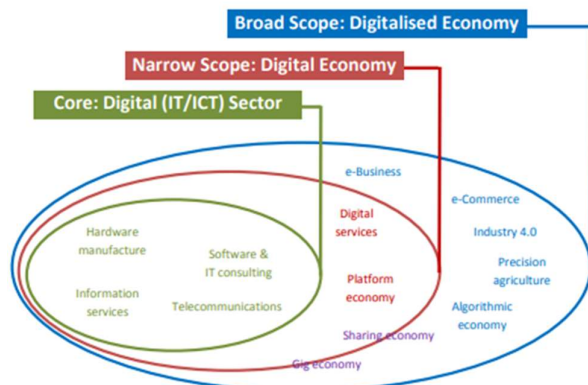 Broad Scope: Digitalised Economy
Narrow Scope: Digital Economy
Core: Digital (IT/ICT) Sector
e-Business
e-Commerce
Digital
services
Hardware
manufacture
Industry 4.0
Software &
IT consulting
Precision
agriculture
Platform
economy
Information
services
Telecommunications
Algorithmic
economy
Sharing economy
Gig economy